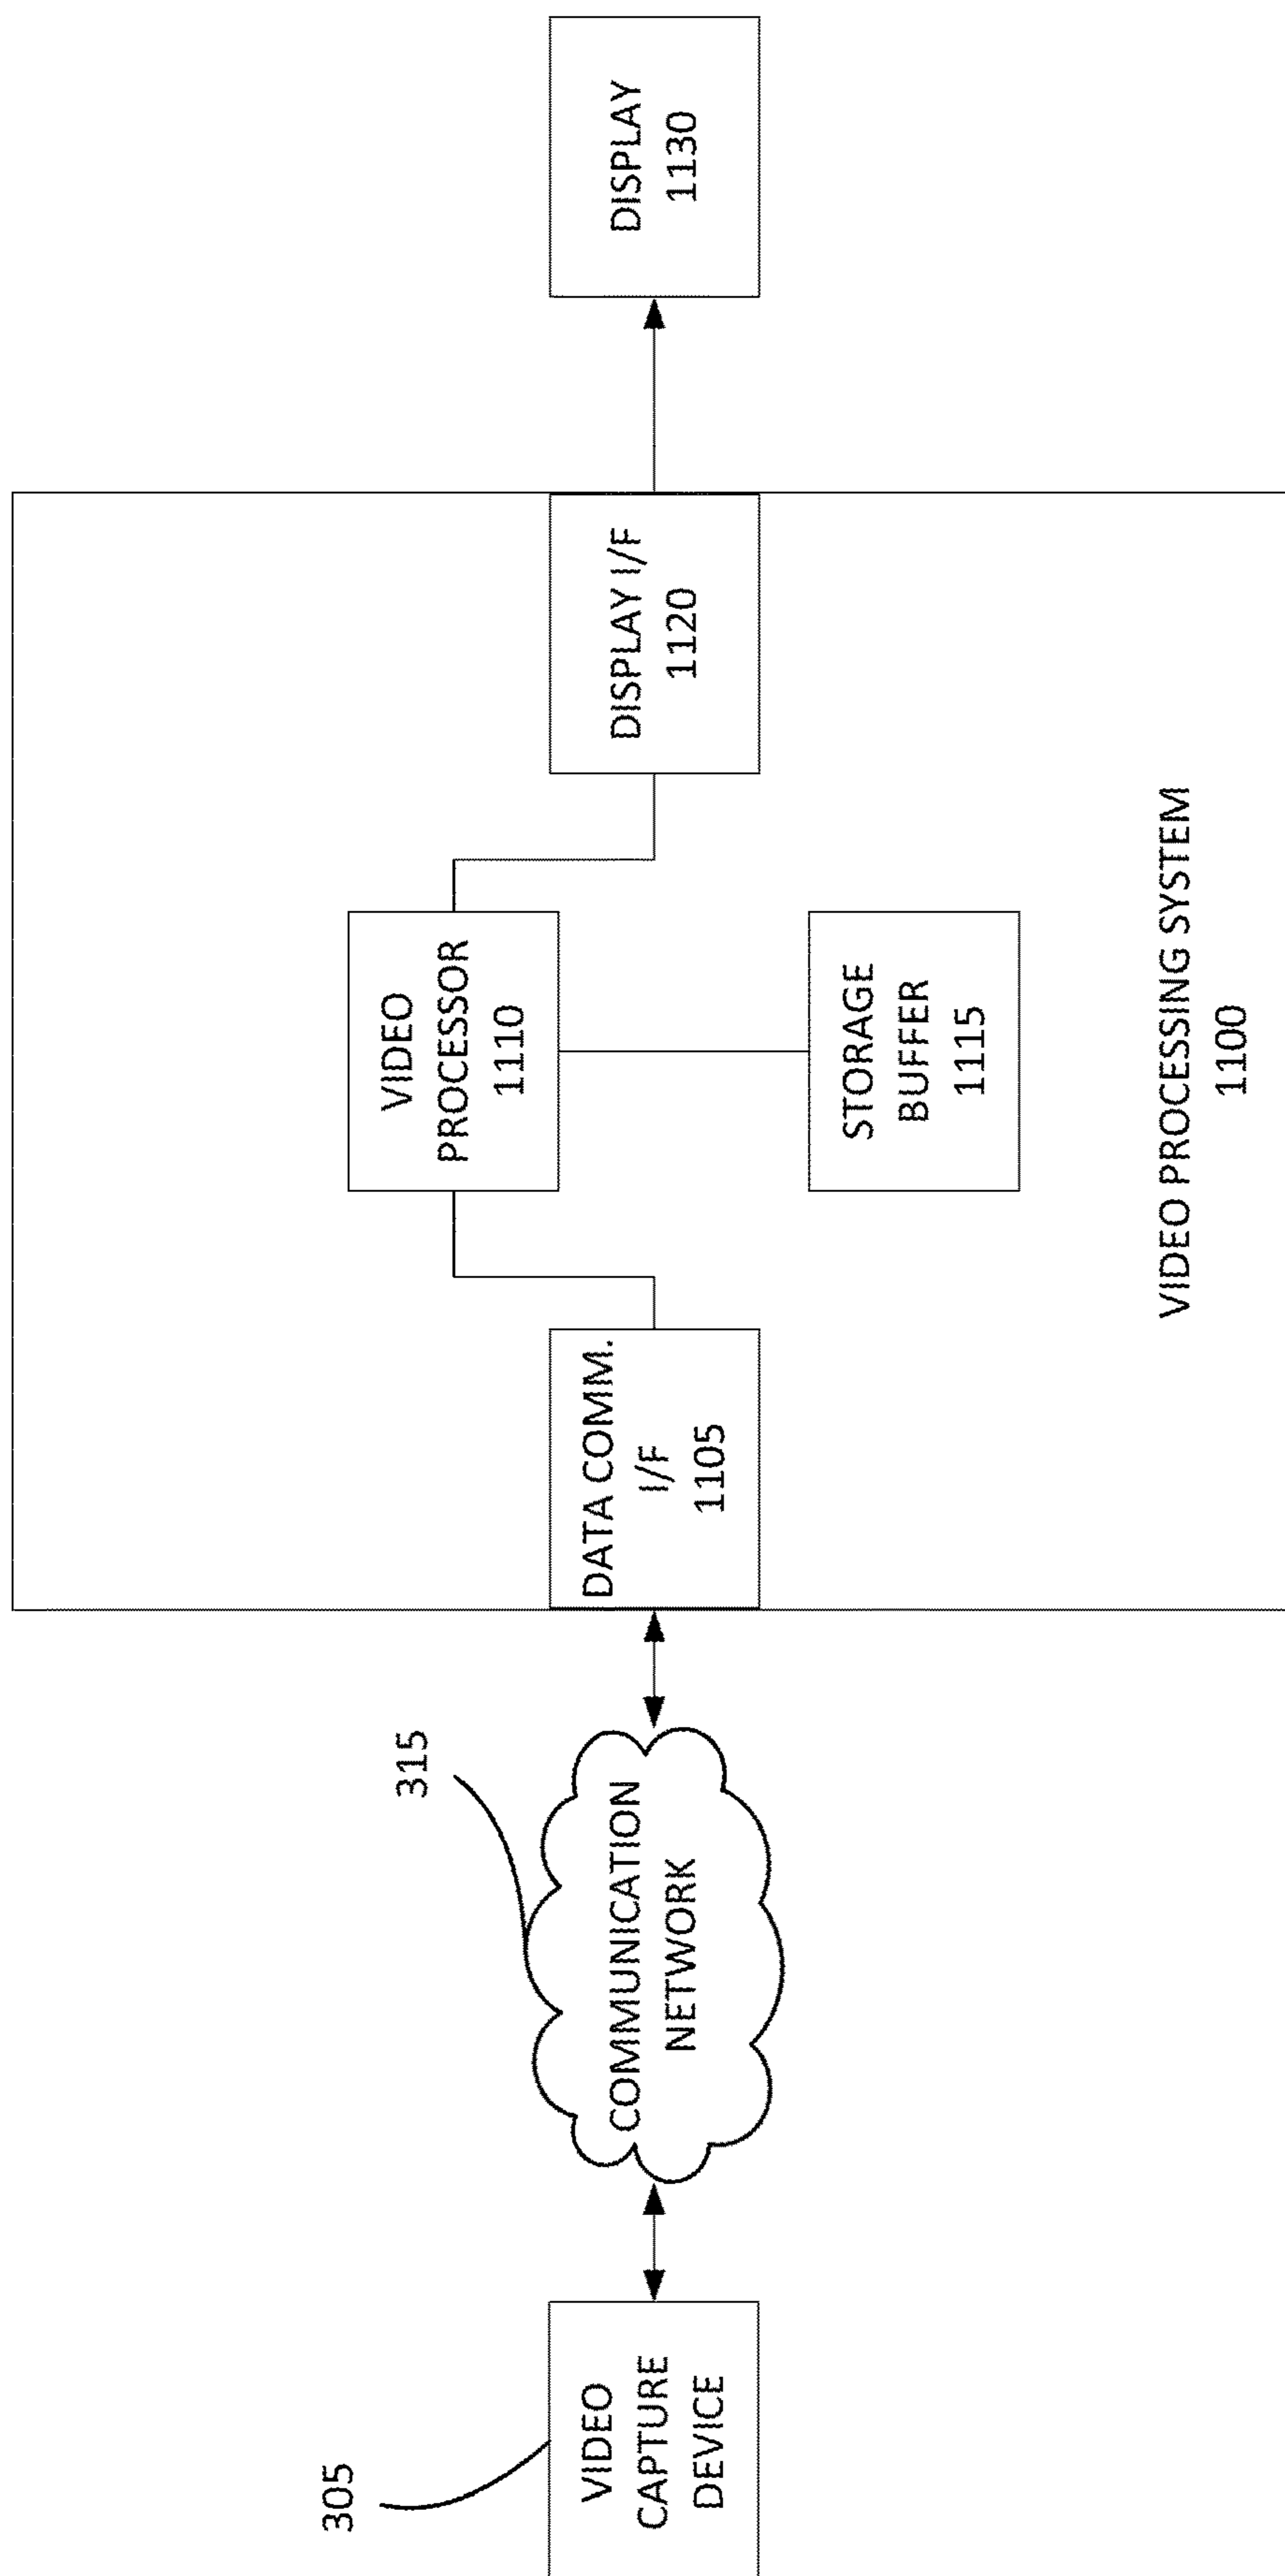 305
VIDEO
CAPTURE
DEVICE
315
COMMUNICATION
NETWORK
DATA COMM.
I/F
1105
VIDEO
PROCESSOR
1110
STORAGE
BUFFER
1115
DISPLAY I/F
1120
VIDEO PROCESSING SYSTEM
1100
DISPLAY
1130